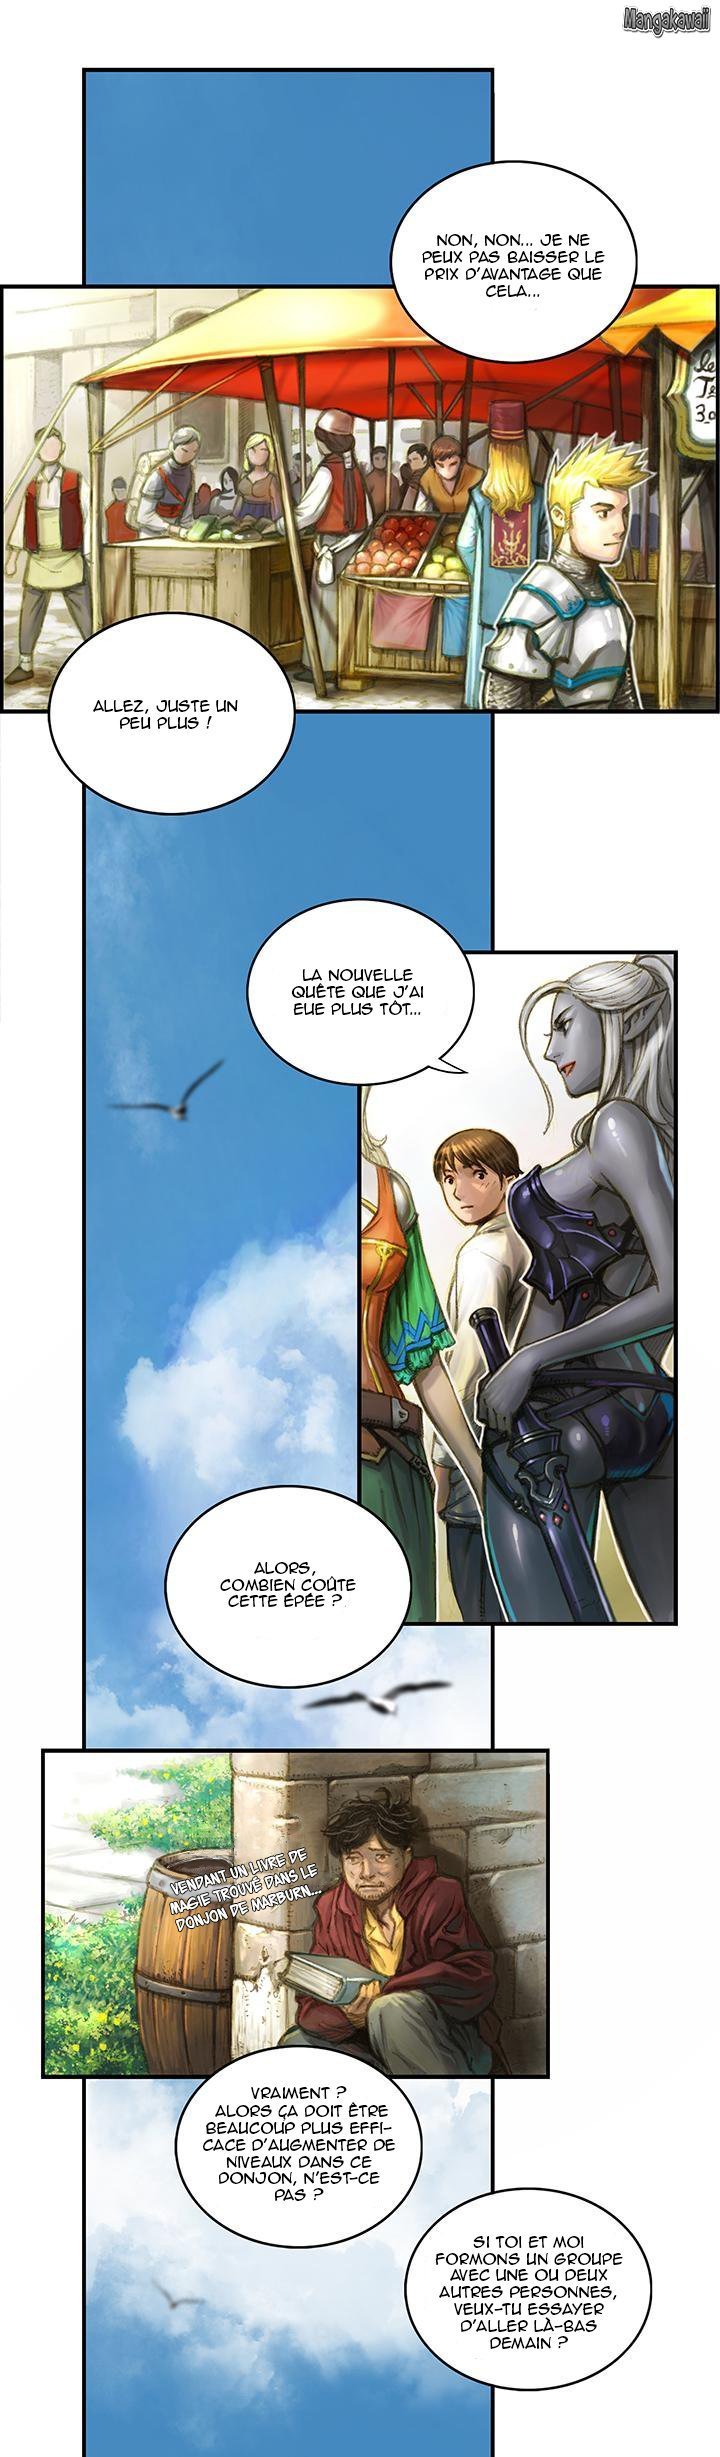 Mangakawaii
NON, NON... JE NE
PEUX PAS BAISSER LE
PRIX D'AVANTAGE QUE
CELA...
ALLEZ, JUSTE UN
PEU PLUS !
LA NOUVELLE
QUÊTE QUE J'AI
EUE PLUS TÔT...
ALORS,
COMBIEN COÛTE
CETTE ÉPÉE ?
VENDANT UN LIVRE DE
MAGIE TROUVÉ DANS LE
DONJON DE MARBURN...
VRAIMENT ?
ALORS ÇA DOIT ÊTRE
BEAUCOUP PLUS EFFI-
CACE D'AUGMENTER DE
NIVEAUX DANS CE
DONJON, N'EST-CE
PAS ?
SI TOI ET MOI
FORMONS UN GROUPE
AVEC UNE OU DEUX
AUTRES PERSONNES,
VEUX-TU ESSAYER
D'ALLER LÀ-BAS
DEMAIN ?